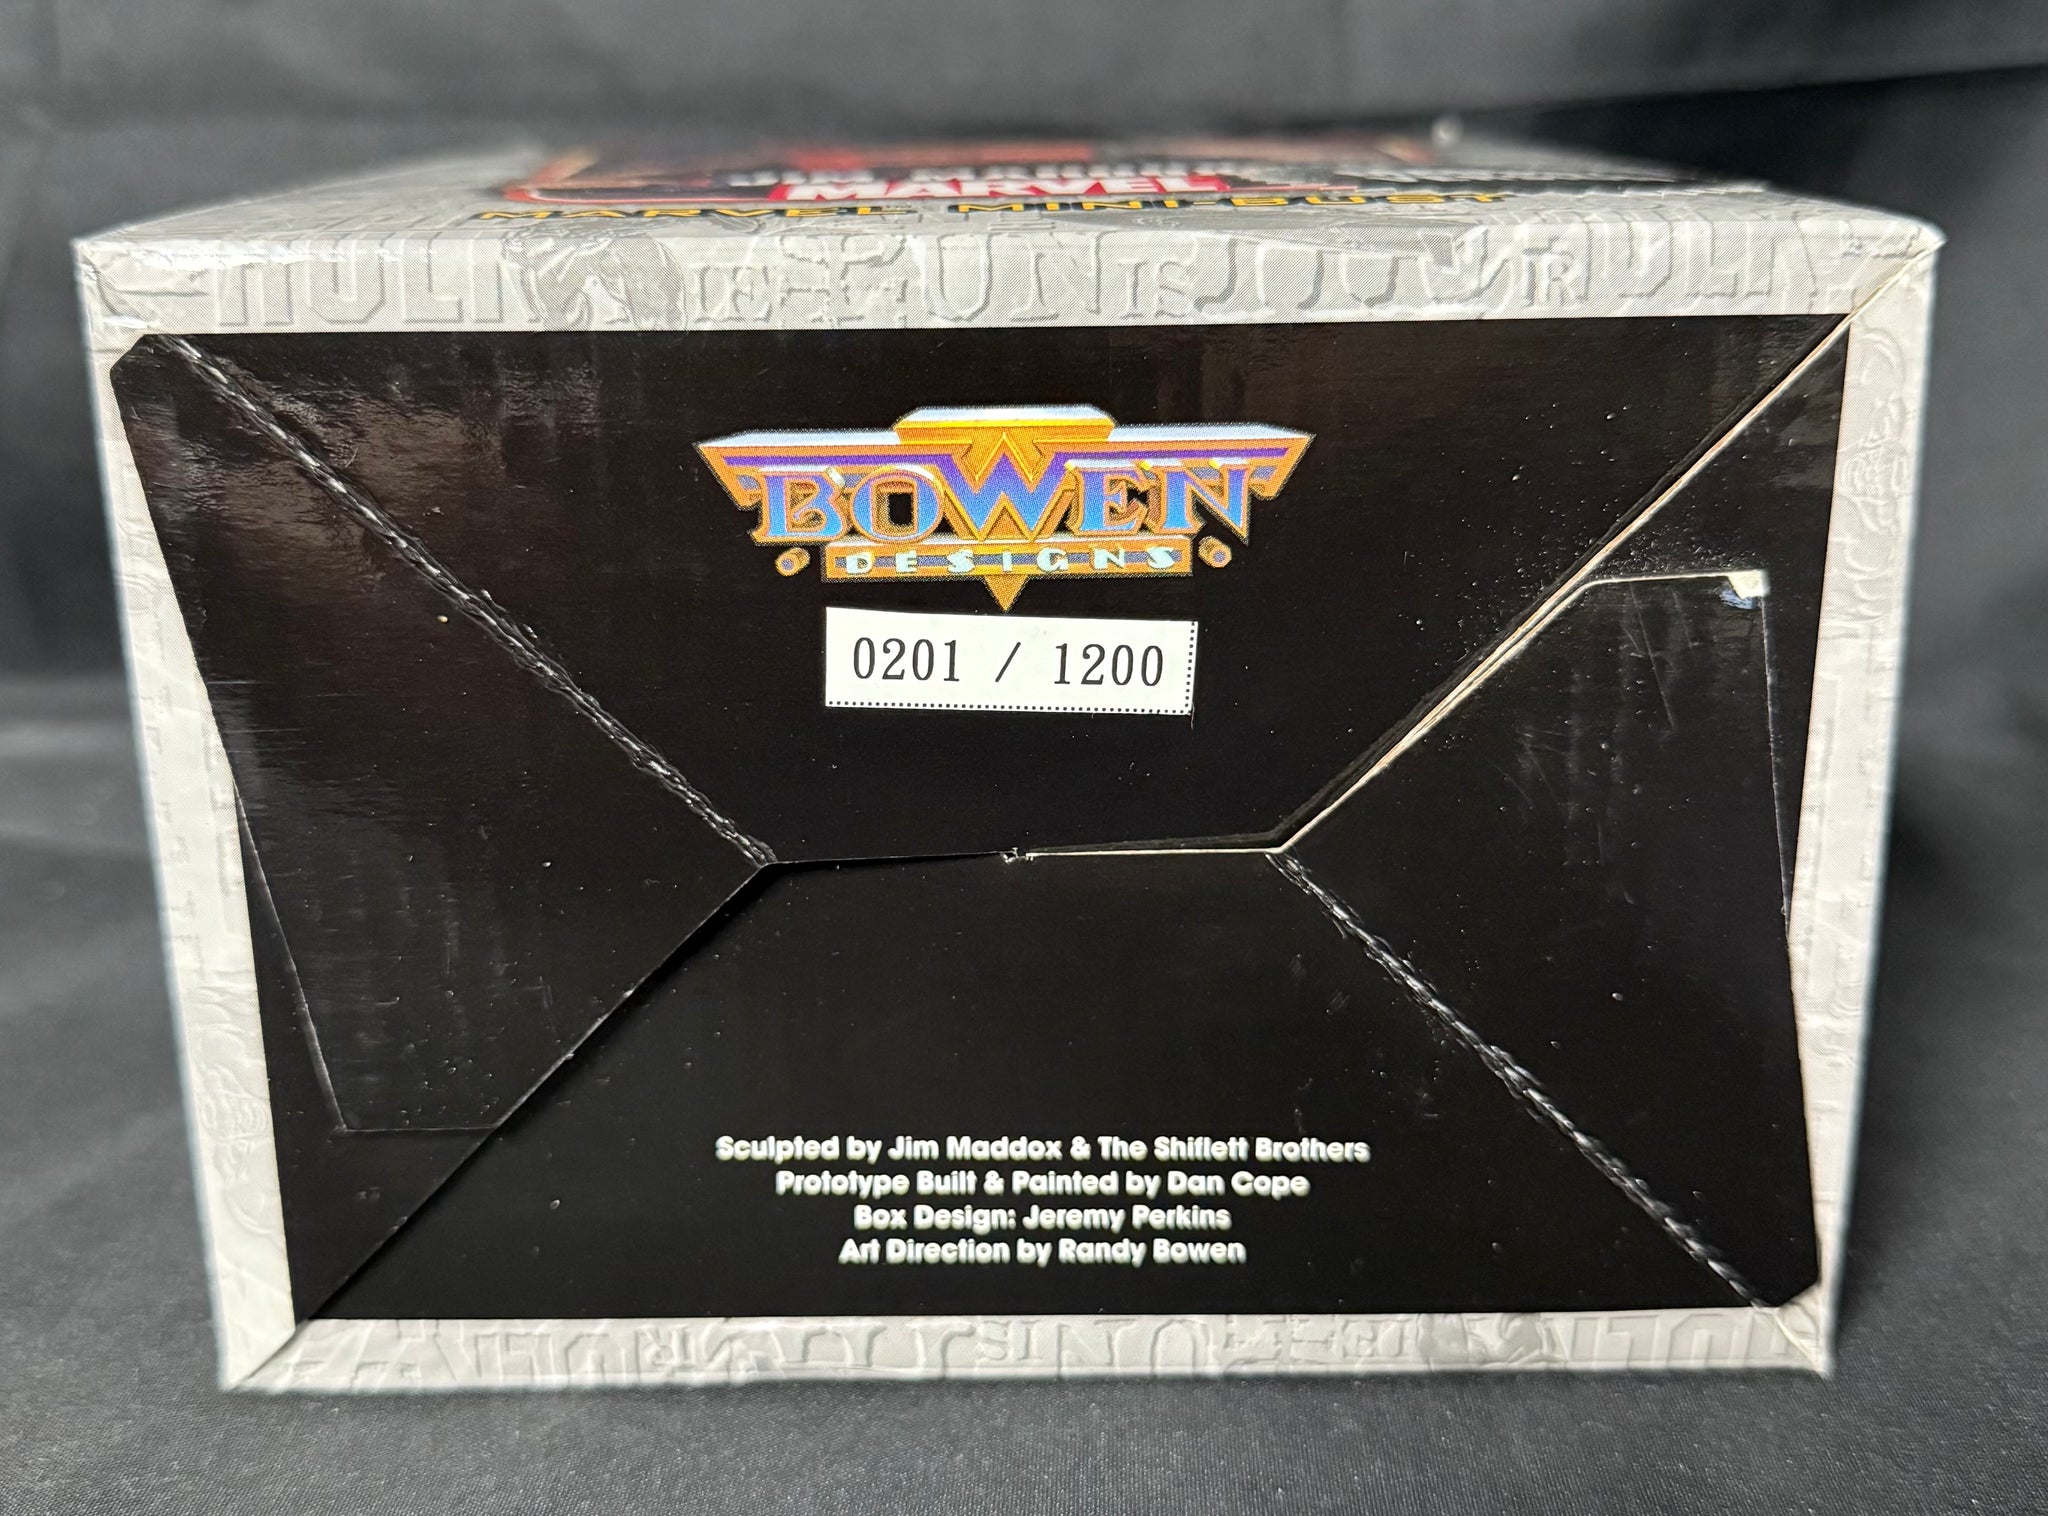 MARVEL
MARVEL MINI-BUST
HULK
BOWEN
DESIGNS
0201 / 1200
Sculpted by Jim Maddox & The Shiflett Brothers
Prototype Built & Painted by Dan Cope
Box Design: Jeremy Perkins
Art Direction by Randy Bowen